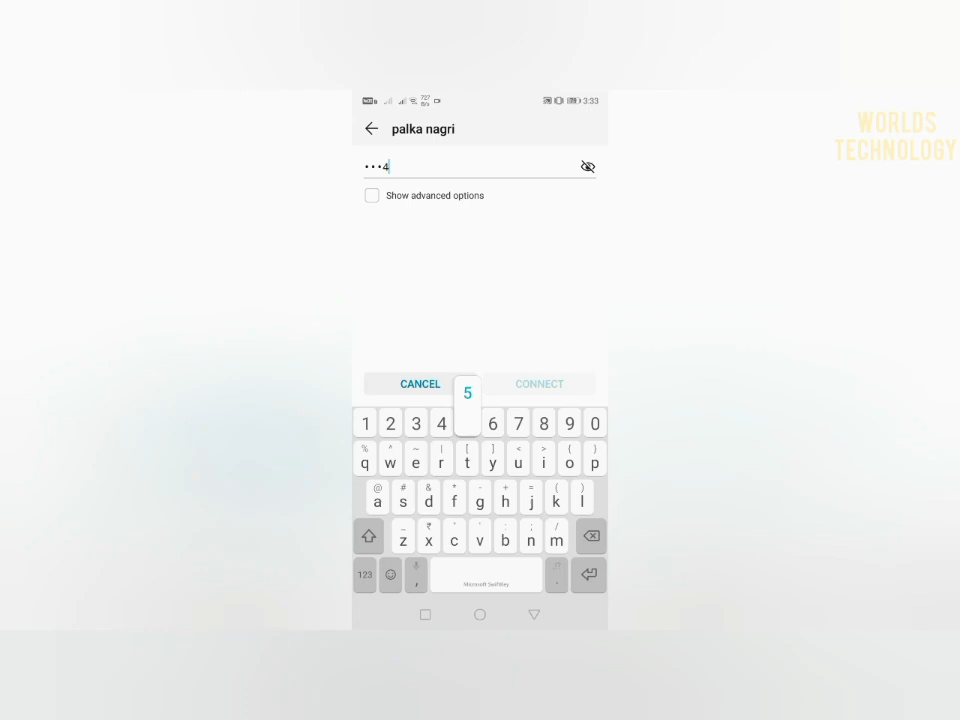 727
B/s
3:33
palka nagri
WORLDS
TECHNOLOGY
•••4
Show advanced options
CANCEL
CONNECT
5
1 2 3 4 6 7 8 9 0
% ^ ~ | [ ] < > { }
q w e r t y u i o p
@ # & * - + = ( )
a s d f g h j k l
_ ₹ " ' : ; /
z x c v b n m
123 , Microsoft SwiftKey .